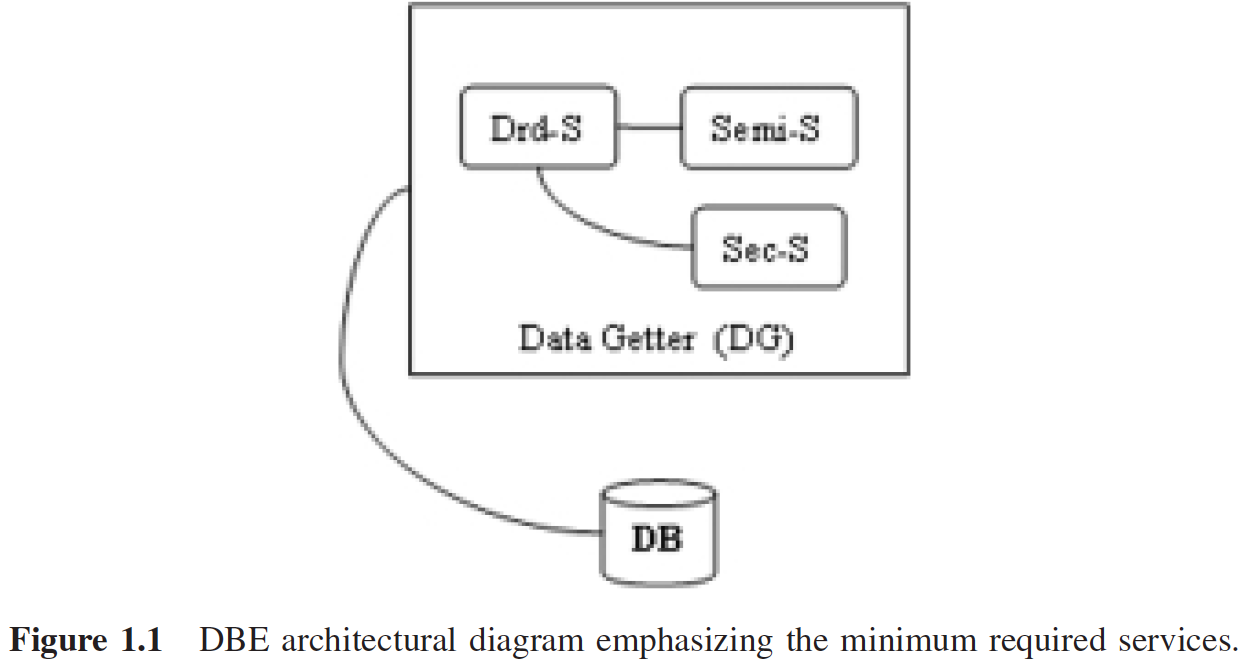 Drd-S
Semi-S
Sec-S
Data Getter (DG)
DB
Figure 1.1 DBE architectural diagram emphasizing the minimum required services.